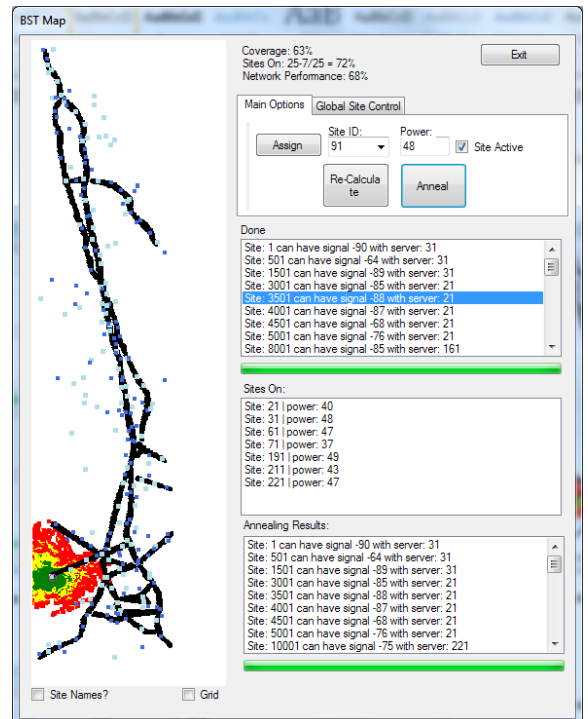 BST Map
Coverage: 63%
Sites On: 25-7/25 = 72%
Network Perfomance: 68%
Exit
Main Options
Global Site Control
Assign
Site ID:
91
Power:
48
Site Active
Re-Calcula
te
Anneal
Done
Site: 1 can have signal -90 with server: 31
Site: 501 can have signal -64 with server: 31
Site: 1501 can have signal -89 with server: 31
Site: 3001 can have signal -85 with server: 21
Site: 3501 can have signal -88 with server: 21
Site: 4001 can have signal -87 with server: 21
Site: 4501 can have signal -68 with server: 21
Site: 5001 can have signal -76 with server: 21
Site: 8001 can have signal -85 with server: 161
Sites On:
Site: 21 | power: 40
Site: 31 | power: 48
Site: 61 | power: 47
Site: 71 | power: 37
Site: 191 | power: 49
Site: 211 | power: 43
Site: 221 | power: 47
Annealing Results:
Site: 1 can have signal -90 with server: 31
Site: 501 can have signal -64 with server: 31
Site: 1501 can have signal -89 with server: 31
Site: 3001 can have signal -85 with server: 21
Site: 3501 can have signal -88 with server: 21
Site: 4001 can have signal -87 with server: 21
Site: 4501 can have signal -68 with server: 21
Site: 5001 can have signal -76 with server: 21
Site: 10001 can have signal -75 with server: 221
Site Names?
Grid